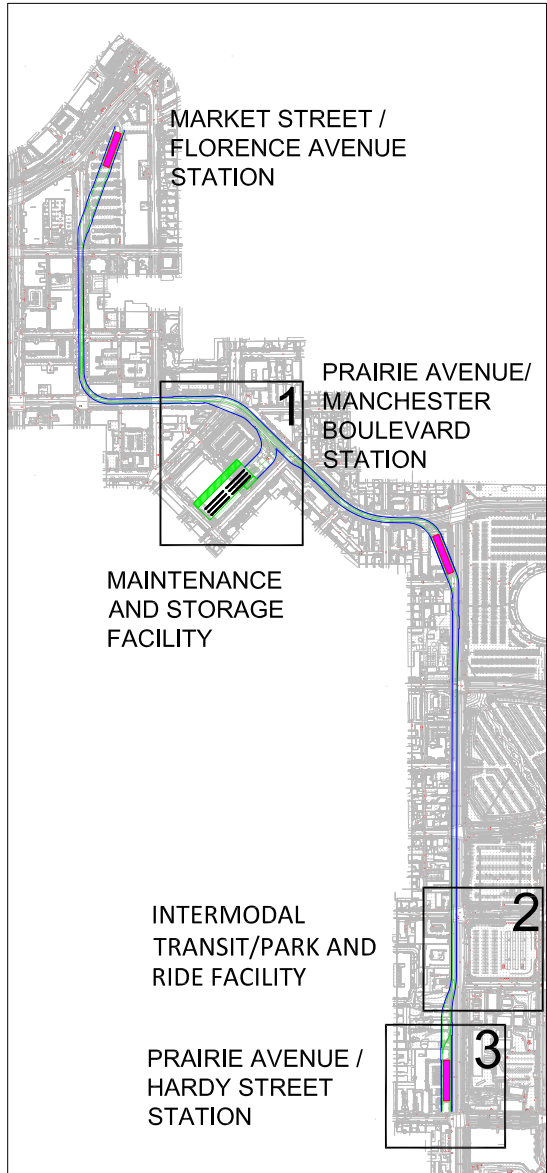 MARKET STREET /
FLORENCE AVENUE
STATION
PRAIRIE AVENUE/
MANCHESTER
BOULEVARD
STATION
1
MAINTENANCE
AND STORAGE
FACILITY
2
INTERMODAL
TRANSIT/PARK AND
RIDE FACILITY
3
PRAIRIE AVENUE /
HARDY STREET
STATION